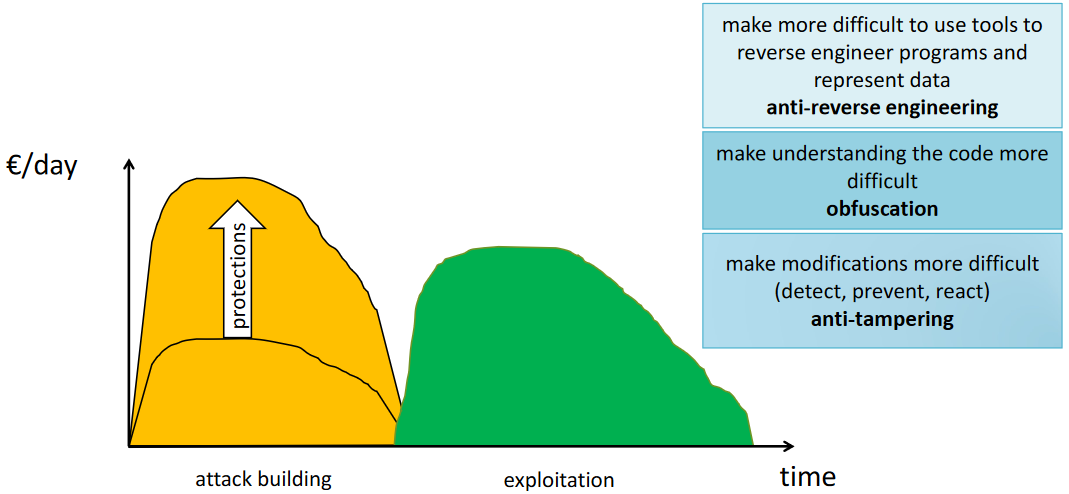 make more difficult to use tools to
reverse engineer programs and
represent data
anti-reverse engineering
make understanding the code more
difficult
obfuscation
make modifications more difficult
(detect, prevent, react)
anti-tampering
€/day
protections
attack building
exploitation
time